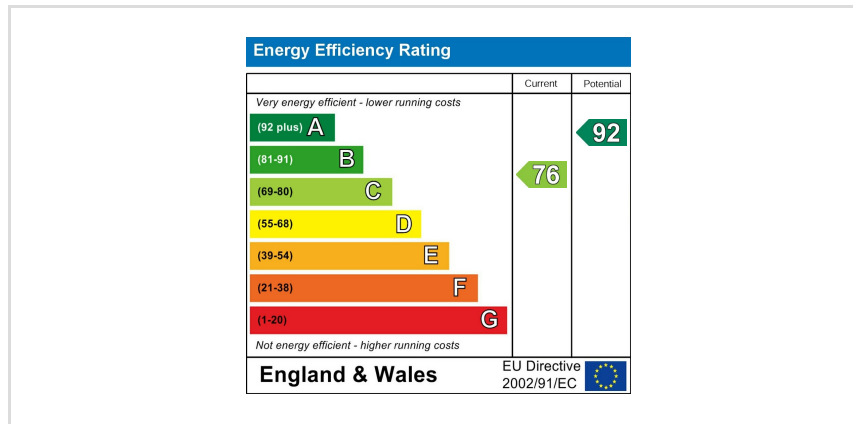 Energy Efficiency Rating
Current Potential
Very energy efficient - lower running costs
(92 plus) A
92
(81-91) B
76
(69-80) C
(55-68) D
(39-54) E
(21-38) F
(1-20) G
Not energy efficient - higher running costs
England & Wales
EU Directive
2002/91/EC